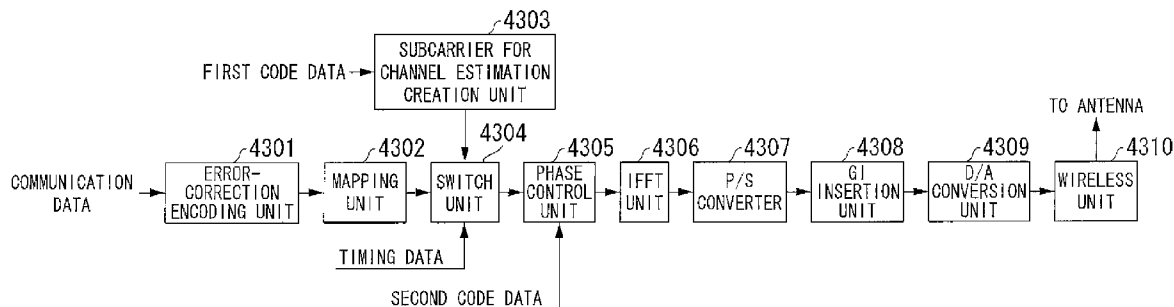 4303
SUBCARRIER FOR
CHANNEL ESTIMATION
CREATION UNIT
FIRST CODE DATA
TO ANTENNA
4301
4302
4304
4305
4306
4307
4308
4309
4310
COMMUNICATION
DATA
ERROR-
CORRECTION
ENCODING UNIT
MAPPING
UNIT
SWITCH
UNIT
PHASE
CONTROL
UNIT
IFFT
UNIT
P/S
CONVERTER
GI
INSERTION
UNIT
D/A
CONVERSION
UNIT
WIRELESS
UNIT
TIMING DATA
SECOND CODE DATA